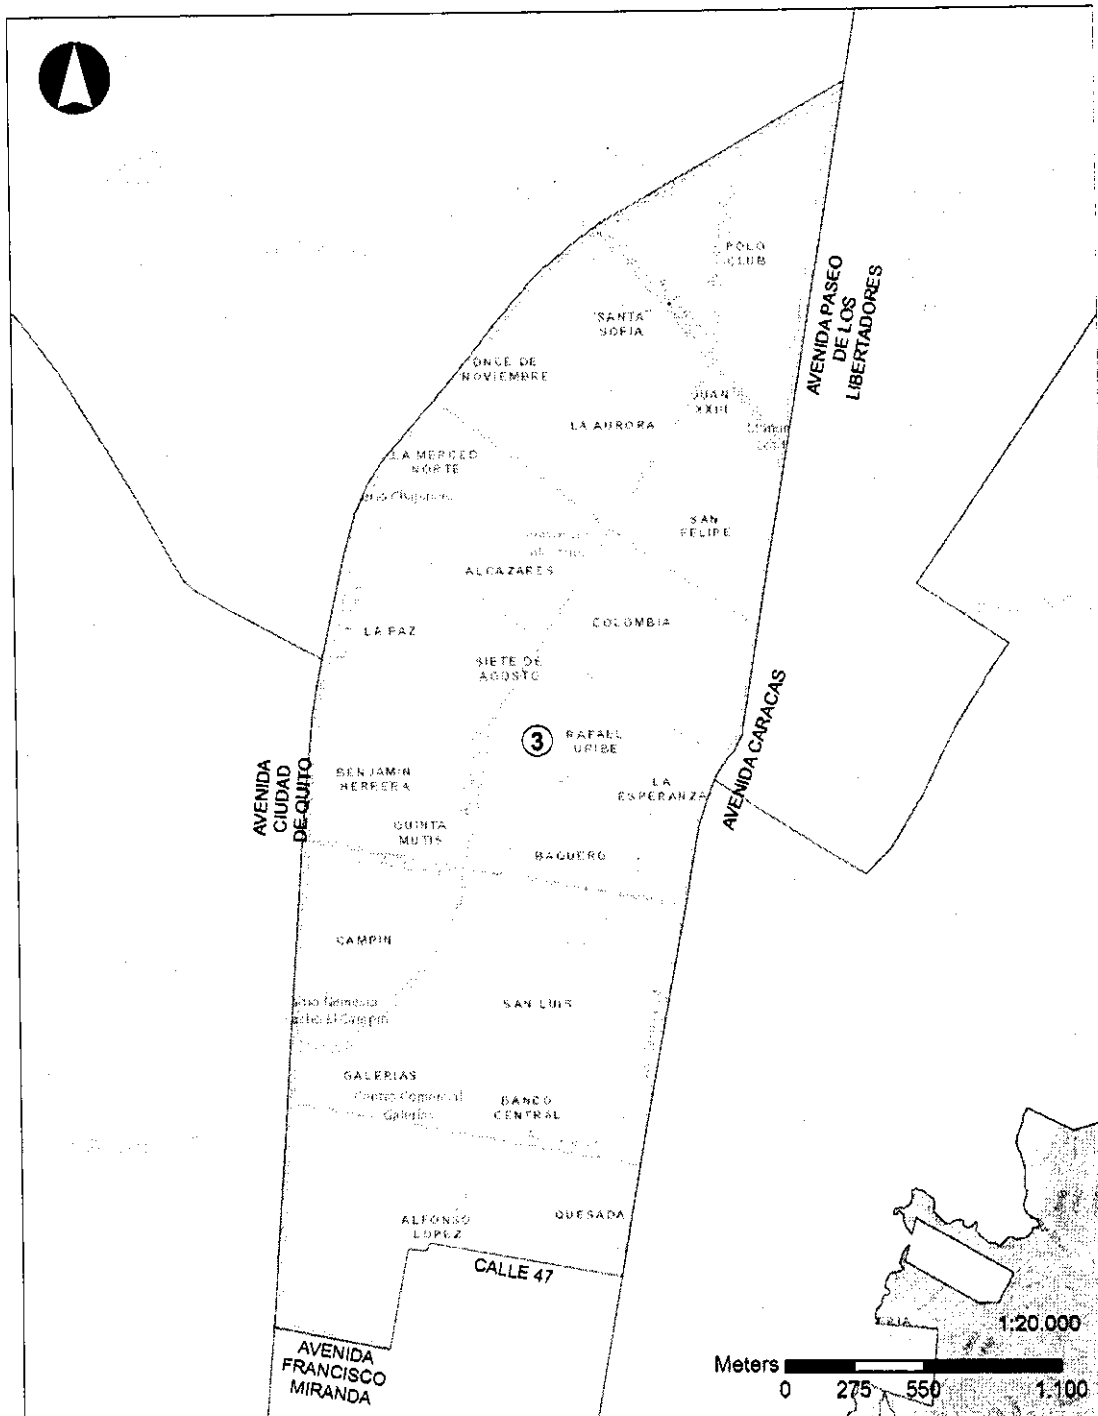 POLO
CLUB
AVENIDA PASEO
DE LOS
LIBERTADORES
SANTA
SOFIA
ONCE DE
NOVIEMBRE
JUAN
XXIII
LA AURORA
LA MERCED
NORTE
SAN
FELIPE
ALCAZARES
COLOMBIA
LA PAZ
SIETE DE
AGOSTO
3
RAFAEL
URIBE
AVENIDA CARACAS
AVENIDA
CIUDAD
DE QUITO
BENJAMIN
HERRERA
LA
ESPERANZA
QUINTA
MUTIS
BAQUERO
CAMPIN
SAN LUIS
GALERIAS
Centro Comercial
Galerias
BANCO
CENTRAL
QUESADA
ALFONSO
LOPEZ
CALLE 47
AVENIDA
FRANCISCO
MIRANDA
1:20.000
Meters
0 275 550 1.100